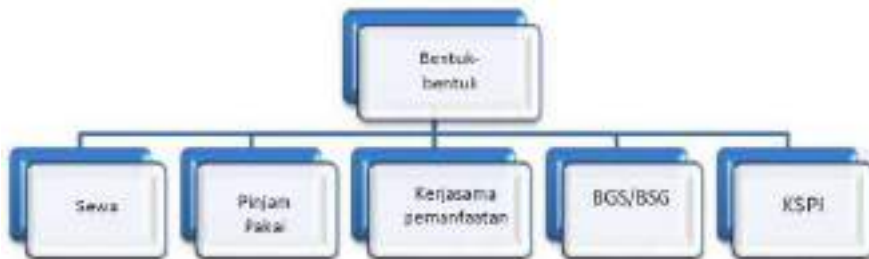 Bentuk-
bentuk
Sewa
Pinjam
Pakai
Kerjasama
pemanfaatan
BGS/BSG
KSPI